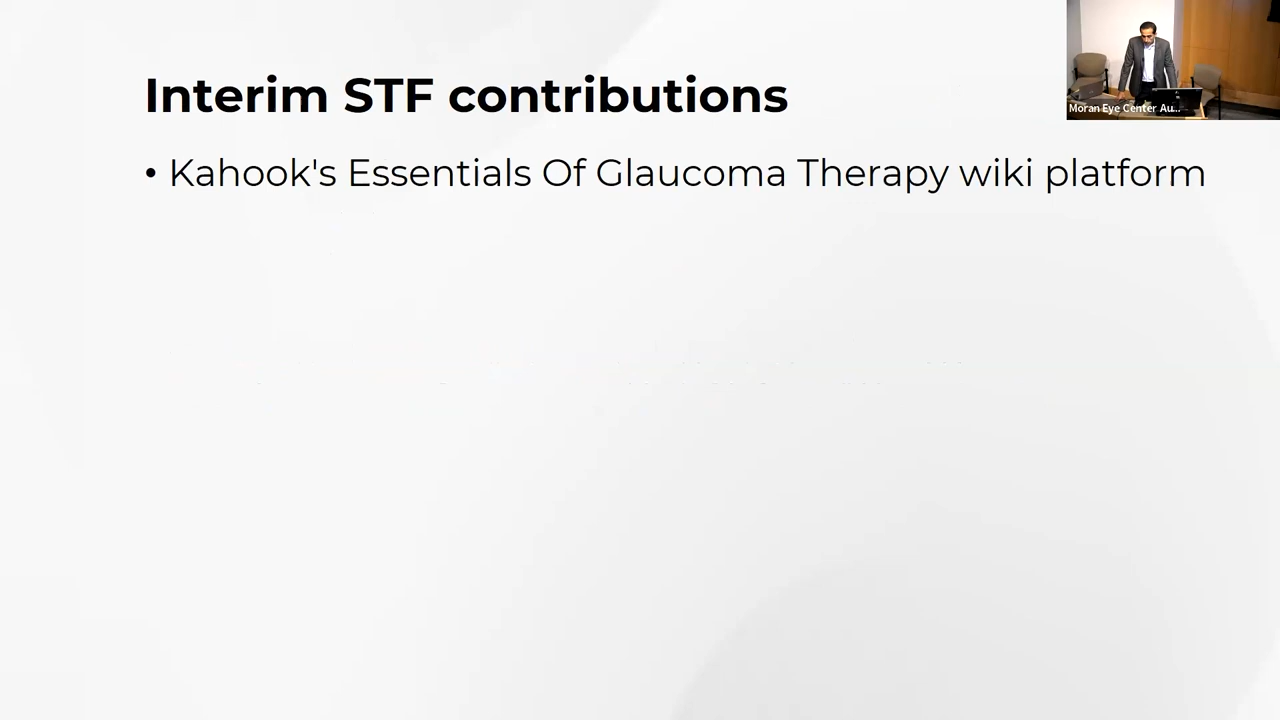 Interim STF contributions
• Kahook's Essentials Of Glaucoma Therapy wiki platform
Moran Eye Center Au...